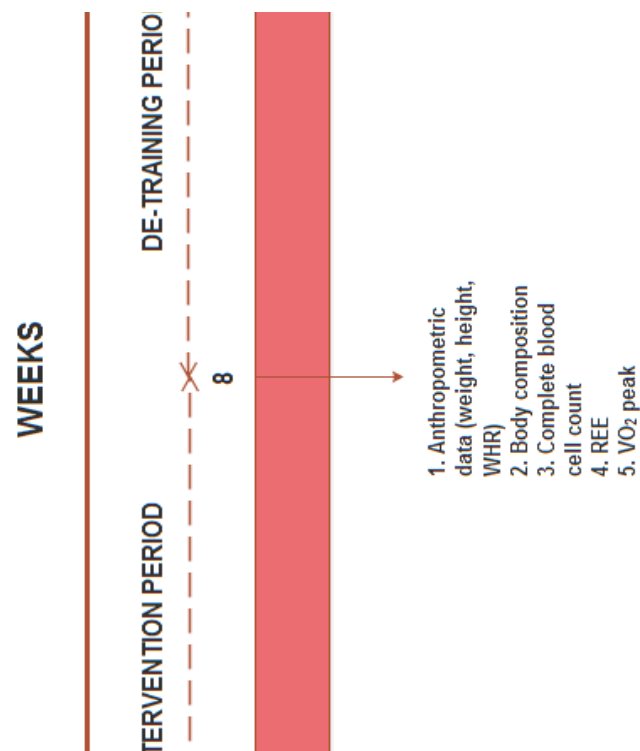 WEEKS
TERVENTION PERIOD
DE-TRAINING PERIO
8
1. Anthropometric
data (weight, height,
WHR)
2. Body composition
3. Complete blood
cell count
4. REE
5. VO₂ peak